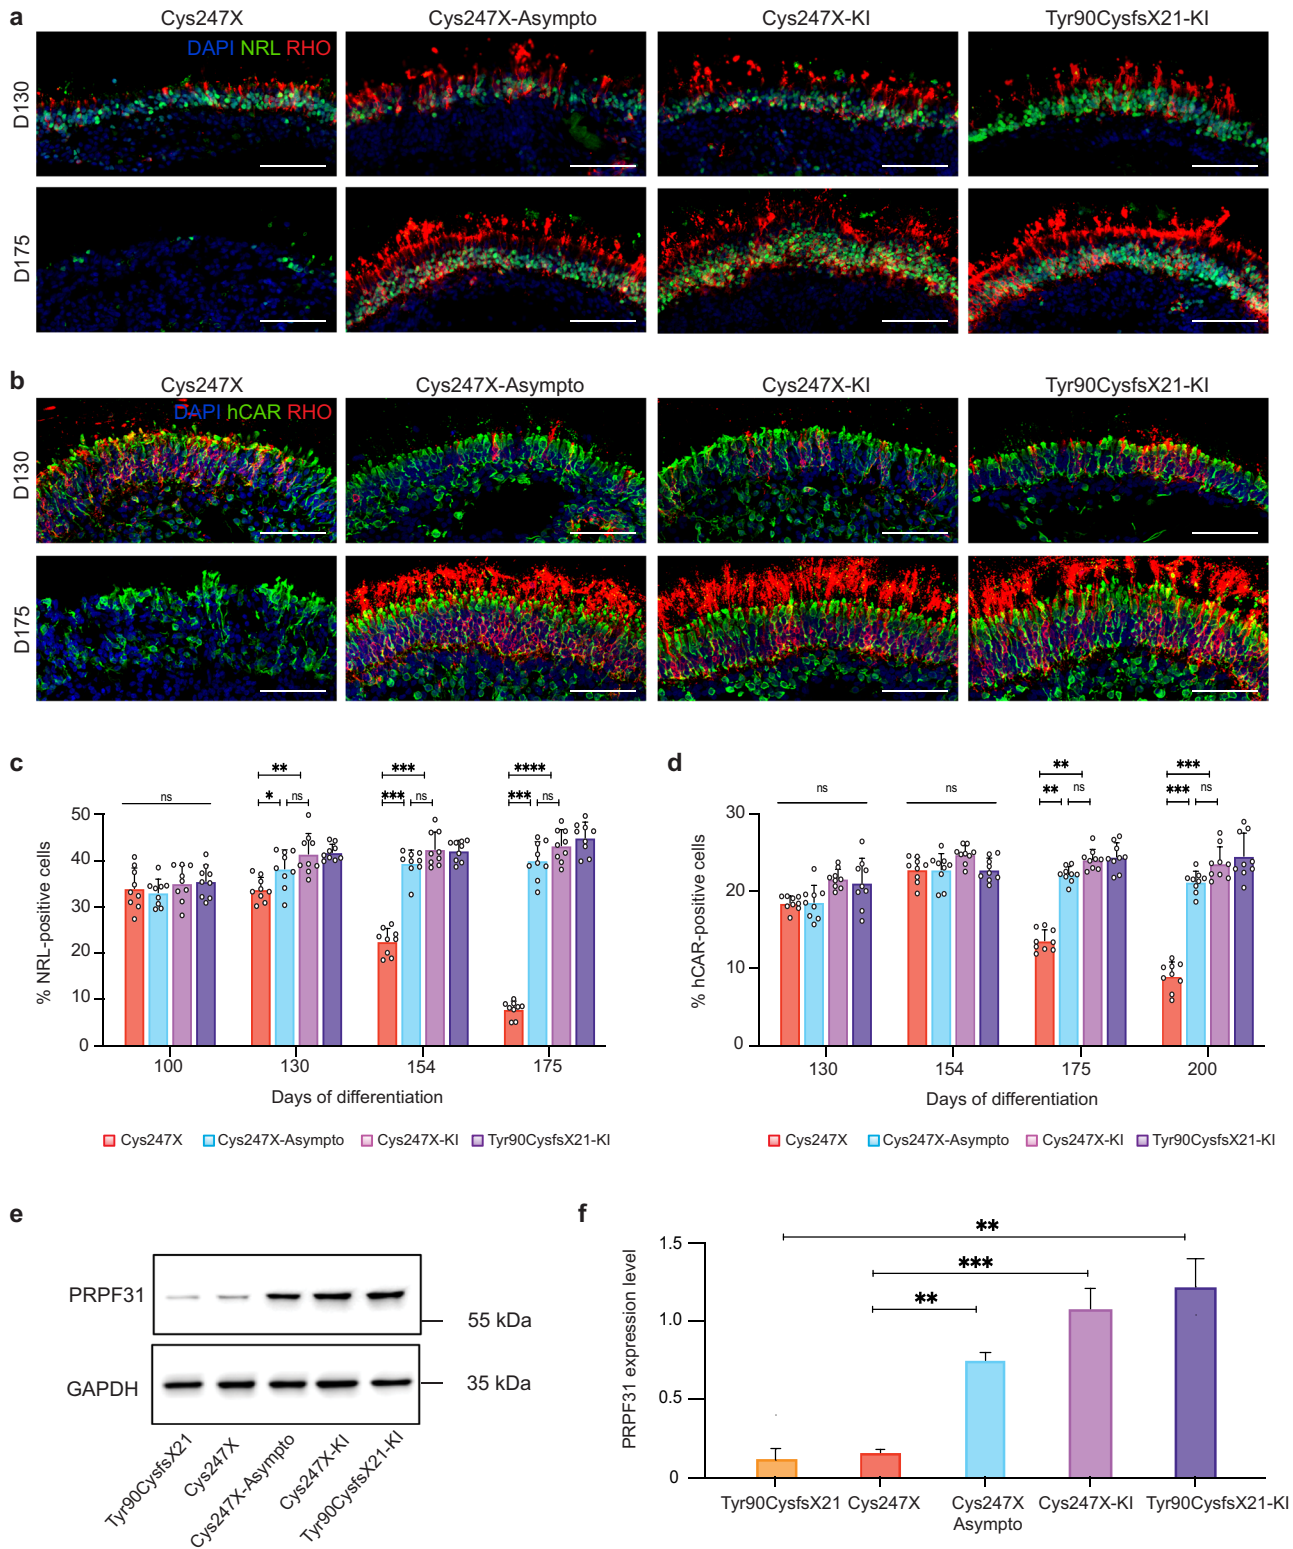 a
Cys247X Cys247X-Asympto Cys247X-KI Tyr90CysfsX21-KI
DAPI NRL RHO
D130
D175
b
Cys247X Cys247X-Asympto Cys247X-KI Tyr90CysfsX21-KI
DAPI hCAR RHO
D130
D175
c
% NRL-positive cells
50
40
30
20
10
0
ns
** 
* ns
***
*** ns
****
*** ns
100 130 154 175
Days of differentiation
Cys247X Cys247X-Asympto Cys247X-KI Tyr90CysfsX21-KI
d
% hCAR-positive cells
30
20
10
0
ns
ns
**
** ns
***
*** ns
130 154 175 200
Days of differentiation
Cys247X Cys247X-Asympto Cys247X-KI Tyr90CysfsX21-KI
e
PRPF31
55 kDa
GAPDH
35 kDa
Tyr90CysfsX21
Cys247X
Cys247X-Asympto
Cys247X-KI
Tyr90CysfsX21-KI
f
PRPF31 expression level
1.5
1.0
0.5
0
**
***
**
Tyr90CysfsX21 Cys247X Cys247X Cys247X-KI Tyr90CysfsX21-KI
Asympto